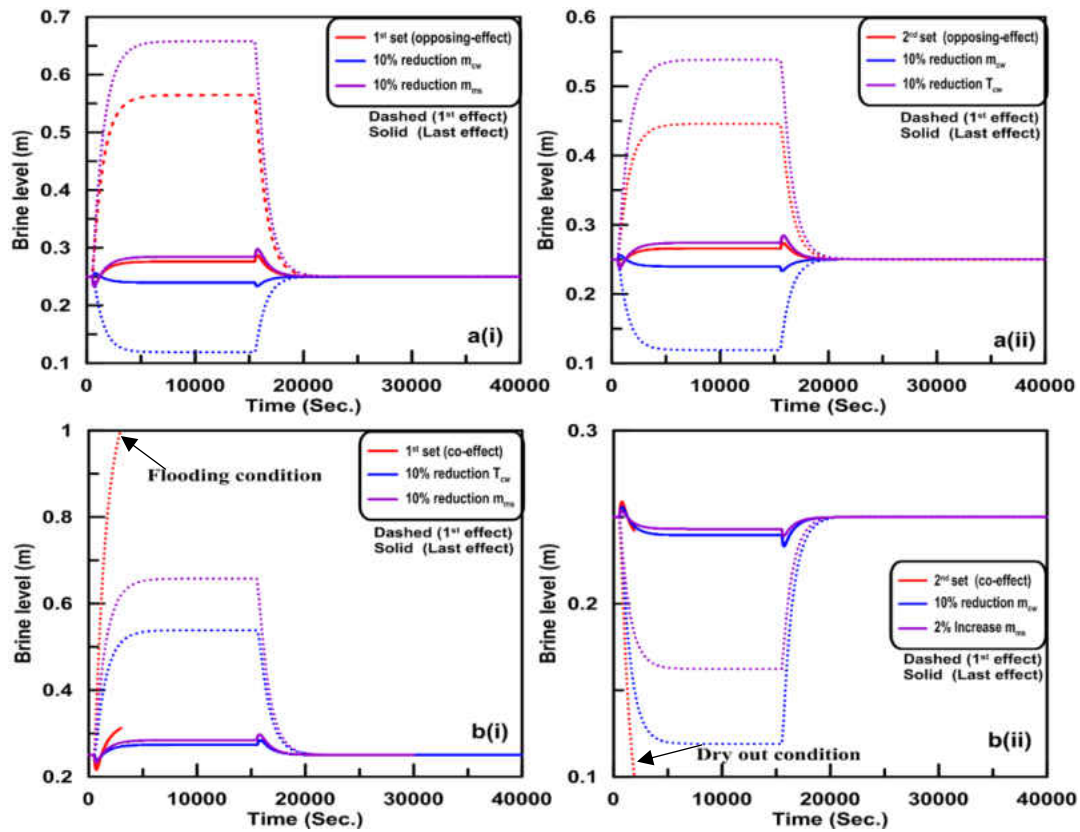 0.7
0.6
0.5
0.4
0.3
0.2
0.1
Brine level (m)
1st set (opposing-effect)
10% reduction mcw
10% reduction mms
Dashed (1st effect)
Solid (Last effect)
a(i)
0 10000 20000 30000 40000
Time (Sec.)
0.6
0.5
0.4
0.3
0.2
0.1
Brine level (m)
2nd set (opposing-effect)
10% reduction mcw
10% reduction Tcw
Dashed (1st effect)
Solid (Last effect)
a(ii)
0 10000 20000 30000 40000
Time (Sec.)
1
0.8
0.6
0.4
0.2
Brine level (m)
Flooding condition
1st set (co-effect)
10% reduction Tcw
10% reduction mms
Dashed (1st effect)
Solid (Last effect)
b(i)
0 10000 20000 30000 40000
Time (Sec.)
0.3
0.2
0.1
Brine level (m)
2nd set (co-effect)
10% reduction mcw
2% Increase mms
Dashed (1st effect)
Solid (Last effect)
b(ii)
Dry out condition
0 10000 20000 30000 40000
Time (Sec.)